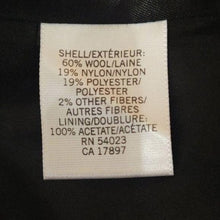 SHELL/EXTÉRIEUR:
60% WOOL/LAINE
19% NYLON/NYLON
19% POLYESTER/
POLYESTER
2% OTHER FIBERS/
AUTRES FIBRES
LINING/DOUBLURE:
100% ACETATE/ACÉTATE
RN 54023
CA 17897